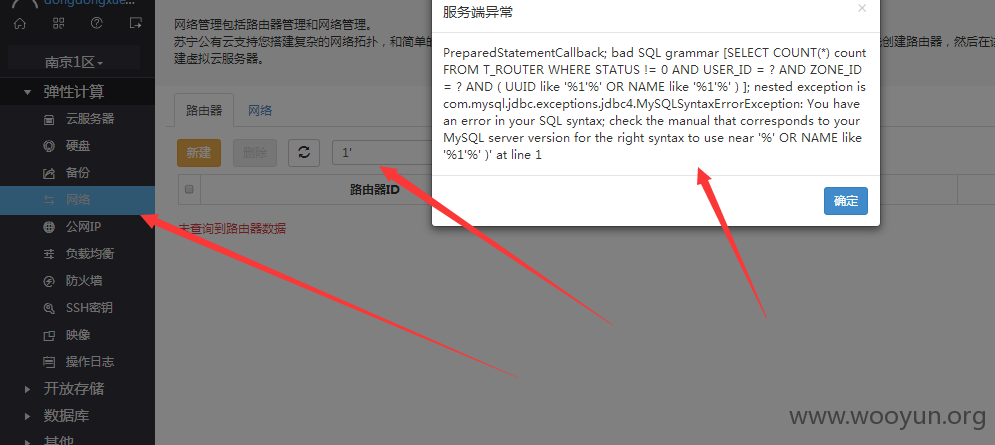 dongdongxue...
南京1区
弹性计算
云服务器
硬盘
备份
网络
公网IP
负载均衡
防火墙
SSH密钥
映像
操作日志
开放存储
数据库
其他
网络管理包括路由器管理和网络管理。
苏宁公有云支持您搭建复杂的网络拓扑，和简单的
创建路由器，然后在该
建虚拟云服务器。
路由器
网络
新建
删除
1'
路由器ID
未查询到路由器数据
服务端异常
×
PreparedStatementCallback; bad SQL grammar [SELECT COUNT(*) count
FROM T_ROUTER WHERE STATUS != 0 AND USER_ID = ? AND ZONE_ID
= ? AND ( UUID like '%1'%' OR NAME like '%1'%' ) ]; nested exception is
com.mysql.jdbc.exceptions.jdbc4.MySQLSyntaxErrorException: You have
an error in your SQL syntax; check the manual that corresponds to your
MySQL server version for the right syntax to use near '%' OR NAME like
'%1'%' )' at line 1
确定
www.wooyun.org